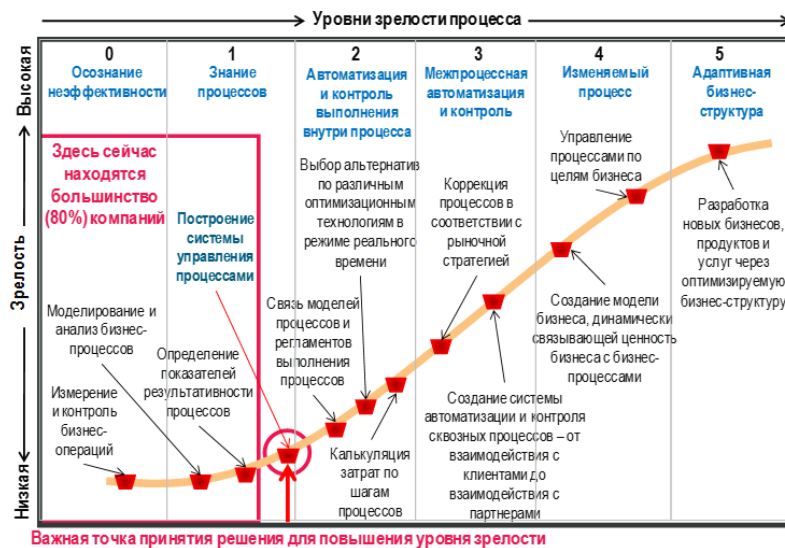 Уровни зрелости процесса
0
Осознание
неэффективности
1
Знание
процессов
2
Автоматизация
и контроль
выполнения
внутри процесса
3
Межпроцессная
автоматизация
и контроль
4
Изменяемый
процесс
5
Адаптивная
бизнес-
структура
Высокая
Зрелость
Низкая
Здесь сейчас
находятся
большинство
(80%) компаний
Построение
системы
управления
процессами
Моделирование и
анализ бизнес-
процессов
Измерение
и контроль
бизнес-
операций
Определение
показателей
результативности
процессов
Выбор альтернатив
по различным
оптимизационным
технологиям в
режиме реального
времени
Связь моделей
процессов и
регламентов
выполнения
процессов
Калькуляция
затрат по
шагам
процессов
Коррекция
процессов в
соответствии с
рыночной
стратегией
Создание системы
автоматизации и контроля
сквозных процессов – от
взаимодействия с
клиентами до
взаимодействия с
партнерами
Управление
процессами по
целям бизнеса
Создание модели
бизнеса, динамически
связывающей ценность
бизнеса с бизнес-
процессами
Разработка
новых бизнесов,
продуктов и
услуг через
оптимизируемую
бизнес-структуру
Важная точка принятия решения для повышения уровня зрелости